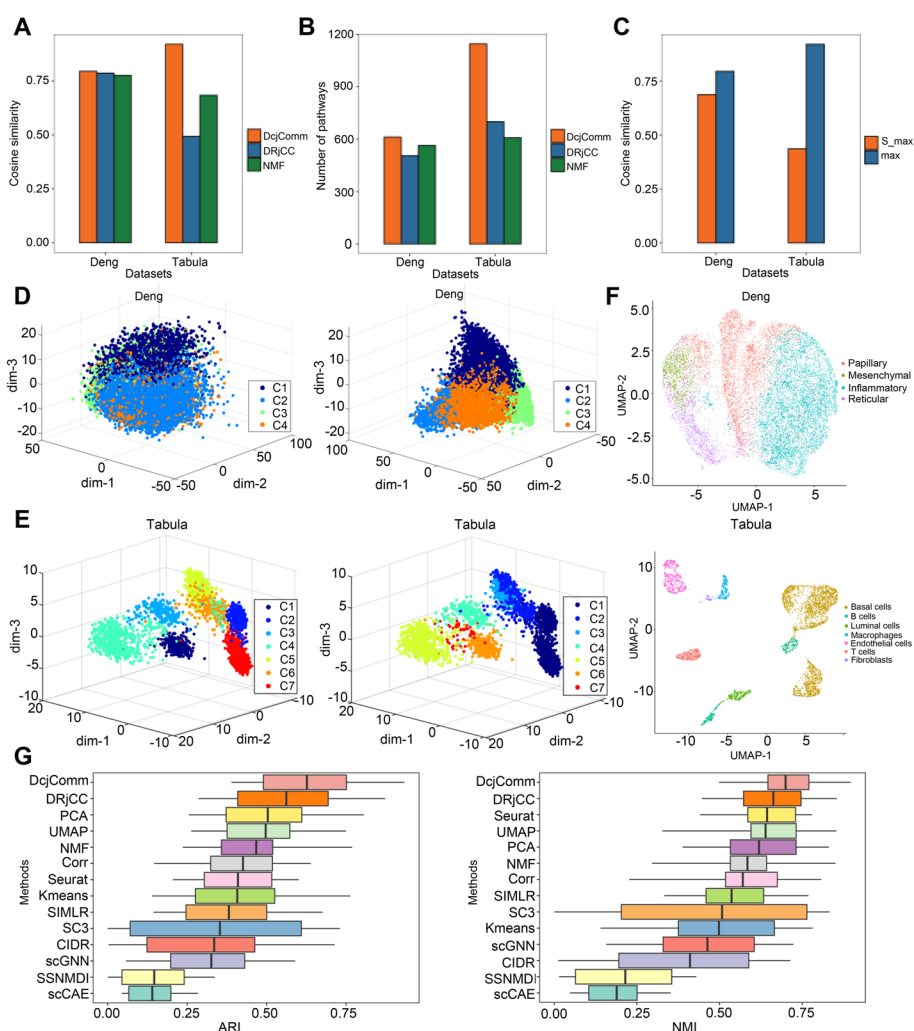 A
Cosine similarity
0.75
0.50
0.25
0.00
Deng
Tabula
Datasets
DcjComm
DRjCC
NMF
B
Number of pathways
1200
900
600
300
0
Deng
Tabula
Datasets
DcjComm
DRjCC
NMF
C
Cosine similarity
0.75
0.50
0.25
0.00
Deng
Tabula
Datasets
S_max
max
D
Deng
dim-3
20
10
0
-10
-20
50
0
-50
dim-1
-50
0
50
100
dim-2
C1
C2
C3
C4
dim-3
20
10
0
-10
-20
100
50
0
-50
dim-1
50
0
-50
dim-2
C1
C2
C3
C4
F
Deng
UMAP-2
5.0
2.5
0.0
-2.5
-5.0
-5
0
5
UMAP-1
Papillary
Mesenchymal
Inflammatory
Reticular
E
Tabula
dim-3
10
5
0
-5
-10
20
10
0
-10
dim-1
20
10
0
-10
dim-2
C1
C2
C3
C4
C5
C6
C7
Tabula
dim-3
10
5
0
-5
-10
20
10
0
-10
dim-1
20
10
0
-10
dim-2
C1
C2
C3
C4
C5
C6
C7
Tabula
UMAP-2
10
0
-10
-10
0
10
UMAP-1
Basal cells
B cells
Luminal cells
Macrophages
Endothelial cells
T cells
Fibroblasts
G
Methods
DcjComm
DRjCC
PCA
UMAP
NMF
Corr
Seurat
Kmeans
SIMLR
SC3
CIDR
scGNN
SSNMDI
scCAE
0.00
0.25
0.50
0.75
ARI
Methods
DcjComm
DRjCC
Seurat
UMAP
PCA
NMF
Corr
SIMLR
SC3
Kmeans
scGNN
CIDR
SSNMDI
scCAE
0.00
0.25
0.50
0.75
NMI